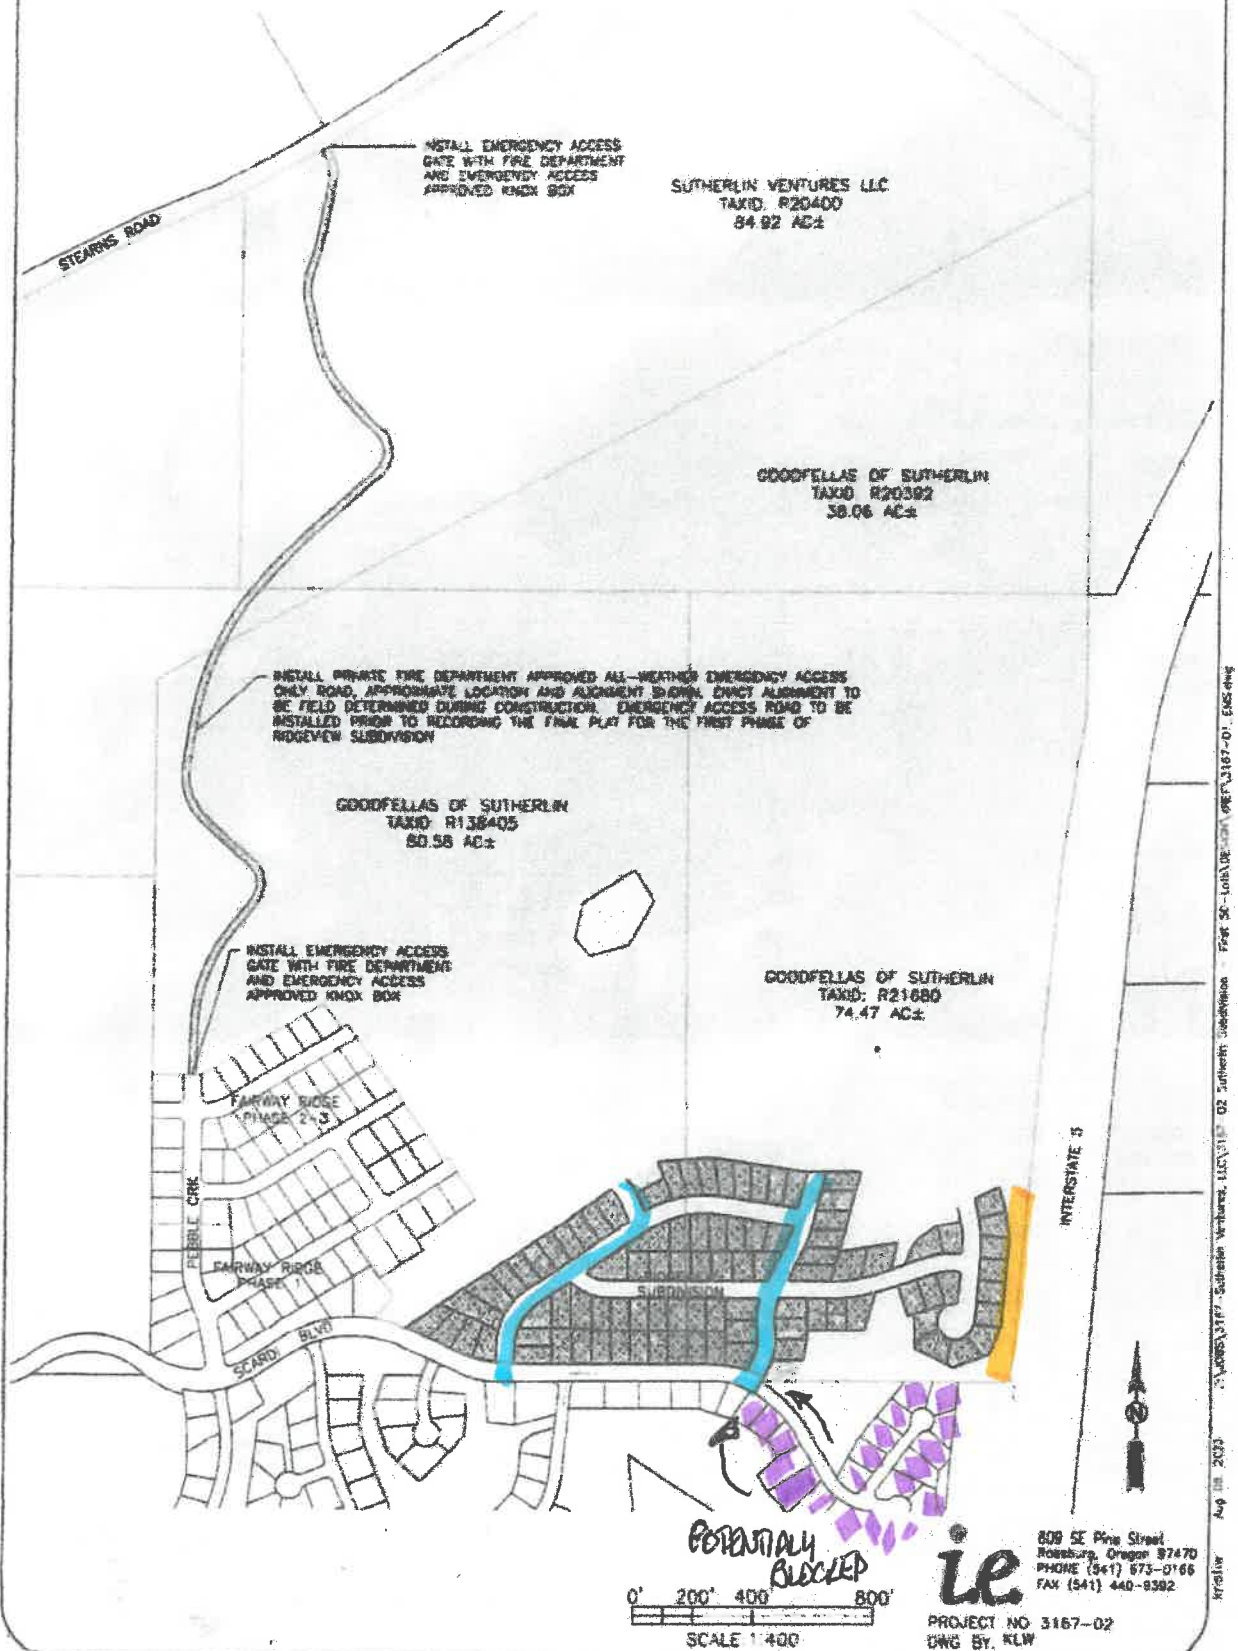 INSTALL EMERGENCY ACCESS
GATE WITH FIRE DEPARTMENT
AND EMERGENCY ACCESS
APPROVED KNOX BOX
SUTHERLIN VENTURES LLC
TAXID: R20400
84.92 AC±
STEARNS ROAD
GOODFELLAS OF SUTHERLIN
TAXID R20392
38.06 AC±
INSTALL PRIVATE FIRE DEPARTMENT APPROVED ALL-WEATHER EMERGENCY ACCESS
ONLY ROAD, APPROXIMATE LOCATION AND ALIGNMENT SHOWN. EXACT ALIGNMENT TO
BE FIELD DETERMINED DURING CONSTRUCTION. EMERGENCY ACCESS ROAD TO BE
INSTALLED PRIOR TO RECORDING THE FINAL PLAT FOR THE FIRST PHASE OF
RIDGEVIEW SUBDIVISION
GOODFELLAS OF SUTHERLIN
TAXID: R138405
80.58 AC±
INSTALL EMERGENCY ACCESS
GATE WITH FIRE DEPARTMENT
AND EMERGENCY ACCESS
APPROVED KNOX BOX
GOODFELLAS OF SUTHERLIN
TAXID: R21680
74.47 AC±
FAIRWAY RIDGE
PHASE 2-3
PEBBLE CRK
FAIRWAY RIDGE
PHASE 1
SUBDIVISION
INTERSTATE 5
SCARDI BLVD
N
POTENTIALLY
BLOCKED
0' 200' 400' 800'
SCALE 1:400
i.e.
809 SE Pine Street
Roseburg, Oregon 97470
PHONE (541) 673-0166
FAX (541) 440-9392
PROJECT NO 3167-02
DWG BY. KLW
02 Sutherlin Subdivision
Aug 2023